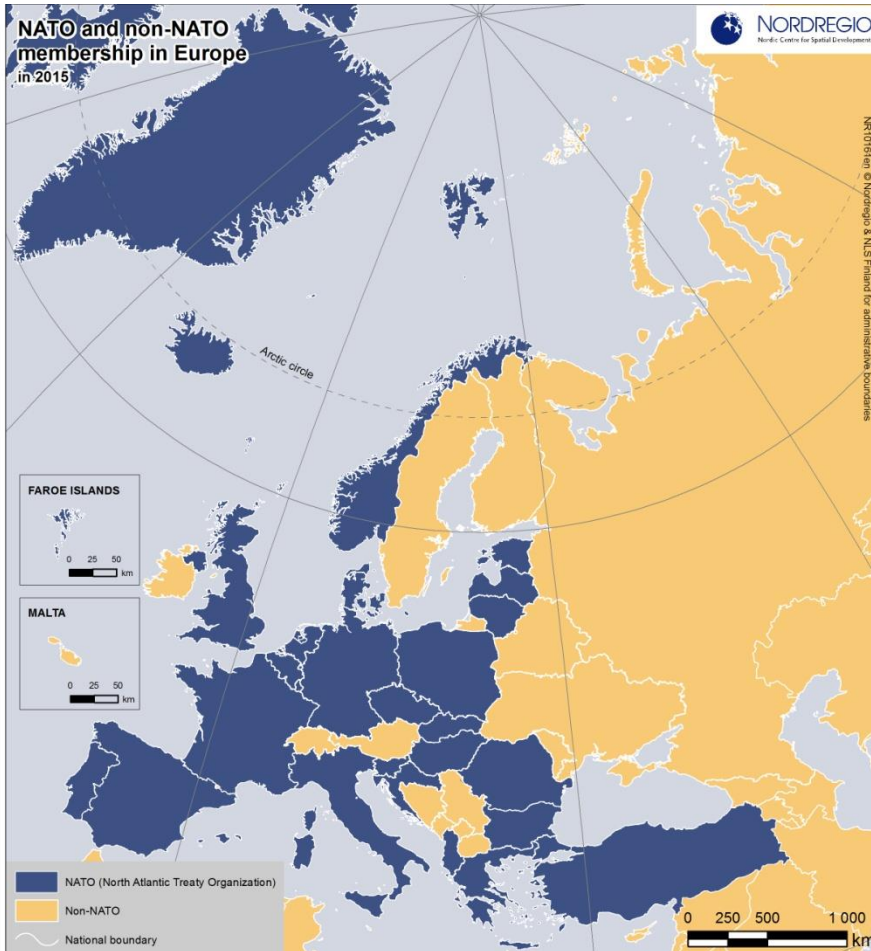 NATO and non-NATO
membership in Europe
in 2015
NORDREGIO
Nordic Centre for Spatial Development
NR10161en © Nordregio & NLS Finland for administrative boundaries
Arctic circle
FAROE ISLANDS
0 25 50
km
MALTA
0 25 50
km
NATO (North Atlantic Treaty Organization)
Non-NATO
National boundary
0 250 500 1 000
km